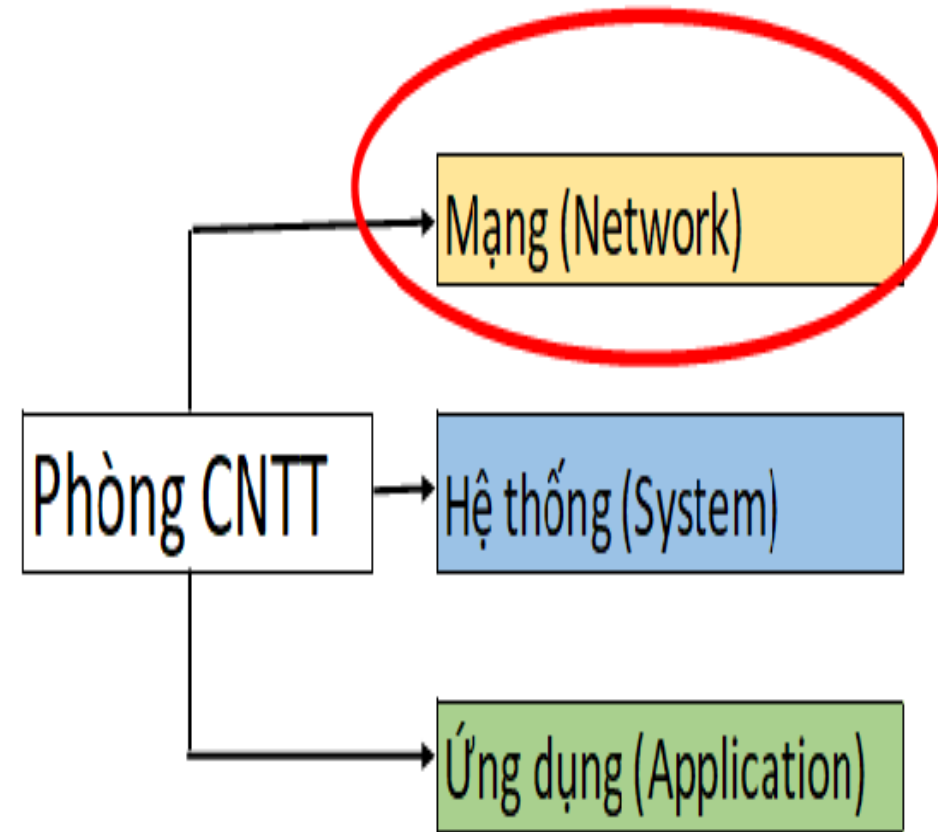 Mạng (Network)
Phòng CNTT
Hệ thống (System)
Ứng dụng (Application)